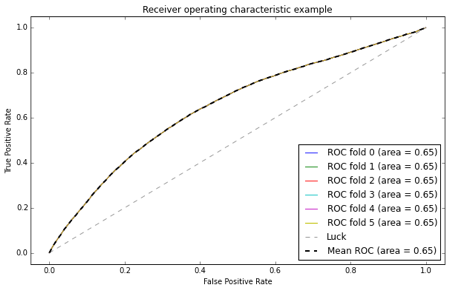 Receiver operating characteristic example
True Positive Rate
1.0
0.8
0.6
0.4
0.2
0.0
ROC fold 0 (area = 0.65)
ROC fold 1 (area = 0.65)
ROC fold 2 (area = 0.65)
ROC fold 3 (area = 0.65)
ROC fold 4 (area = 0.65)
ROC fold 5 (area = 0.65)
Luck
Mean ROC (area = 0.65)
0.0 0.2 0.4 0.6 0.8 1.0
False Positive Rate